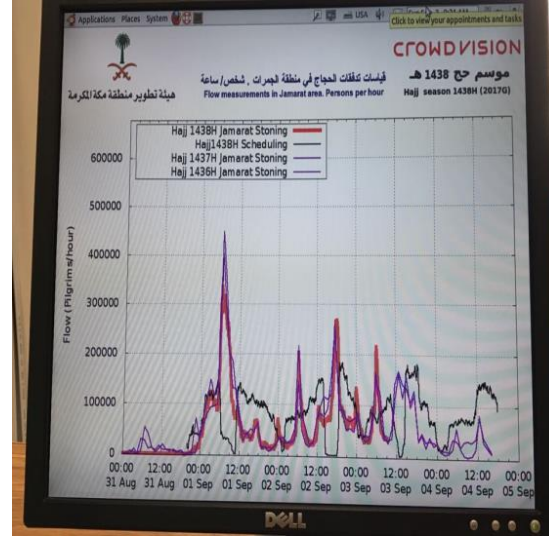 Applications Places System
USA
Click to view your appointments and tasks
CROWDVISION
هيئة تطوير منطقة مكة المكرمة
قياسات تدفقات الحجاج في منطقة الجمرات . شخص/ساعة
Flow measurements in Jamarat area. Persons per hour
موسم حج 1438 هـ
Hajj season 1438H (2017G)
Hajj 1438H Jamarat Stoning
Hajj1438H Scheduling
Hajj 1437H Jamarat Stoning
Hajj 1436H Jamarat Stoning
Flow (Pilgrims/hour)
600000
500000
400000
300000
200000
100000
0
00:00 12:00 00:00 12:00 00:00 12:00 00:00 12:00 00:00 12:00 00:00
31 Aug 31 Aug 01 Sep 01 Sep 02 Sep 02 Sep 03 Sep 03 Sep 04 Sep 04 Sep 05 Sep
DELL